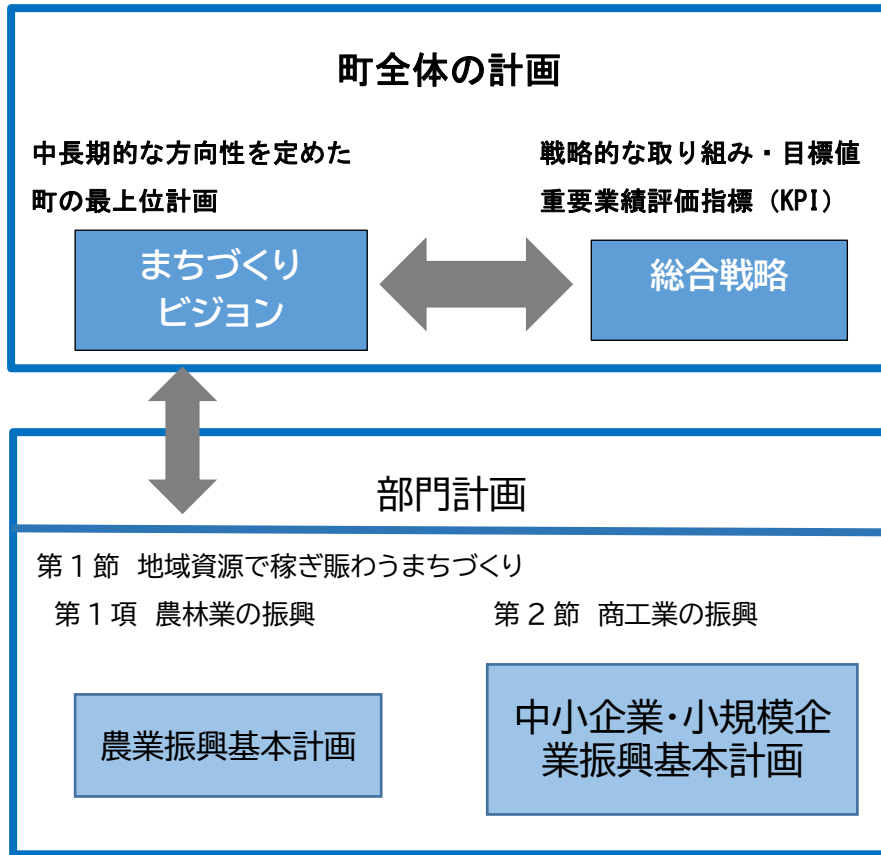 町全体の計画
中長期的な方向性を定めた
町の最上位計画
戦略的な取り組み・目標値
重要業績評価指標（KPI）
まちづくり
ビジョン
総合戦略
部門計画
第１節 地域資源で稼ぎ賑わうまちづくり
第１項 農林業の振興
第２節 商工業の振興
農業振興基本計画
中小企業・小規模企
業振興基本計画